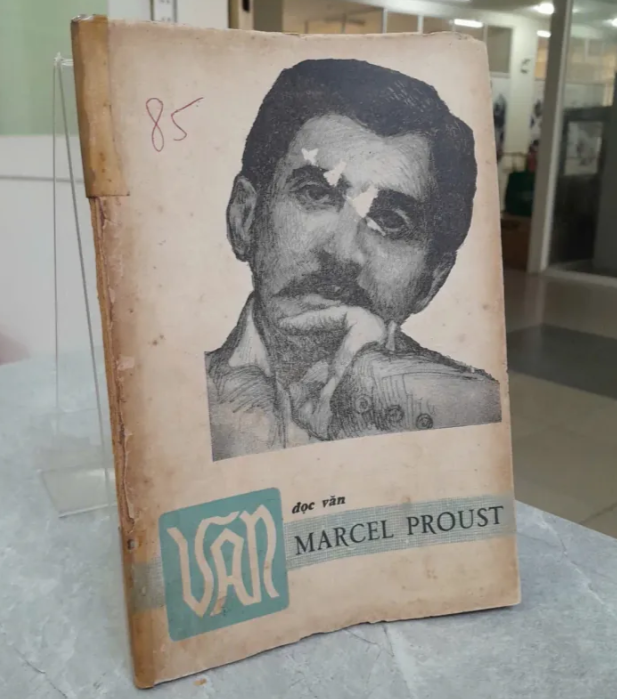 85
VĂN
đọc văn
MARCEL PROUST